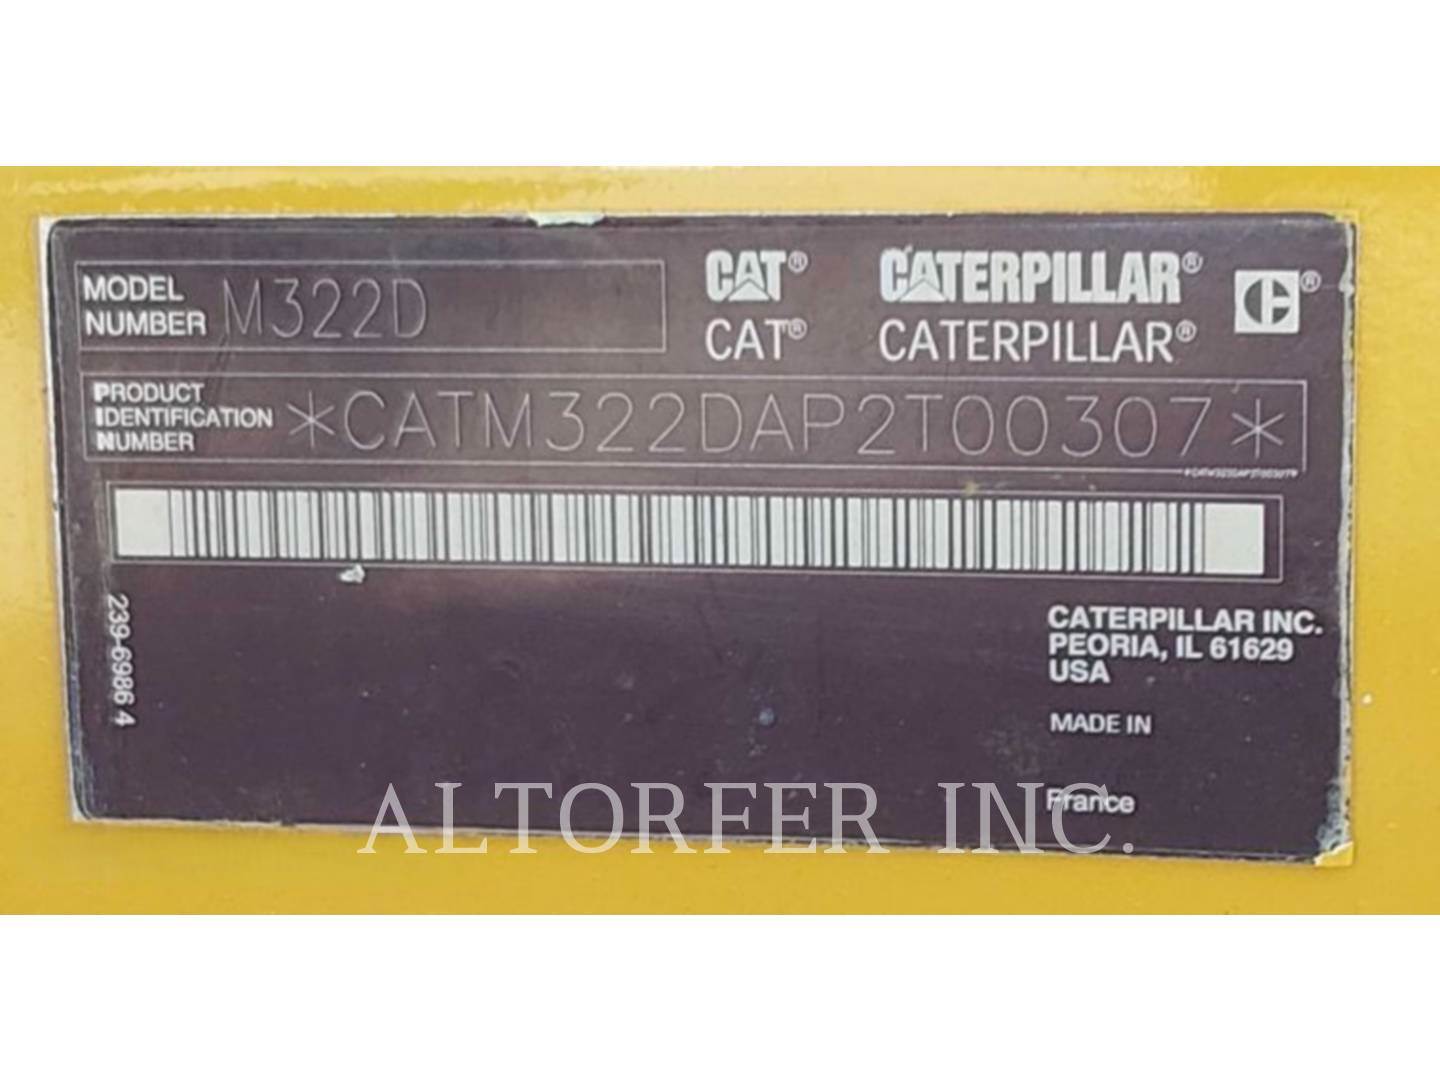 MODEL
NUMBER M322D
CAT® CATERPILLAR® ®
CAT® CATERPILLAR®
PRODUCT
IDENTIFICATION
NUMBER
*CATM322DAP2T00307*
*CATM322DAP2T00307*
239-6986 4
CATERPILLAR INC.
PEORIA, IL 61629
USA
MADE IN
France
ALTORFER INC.